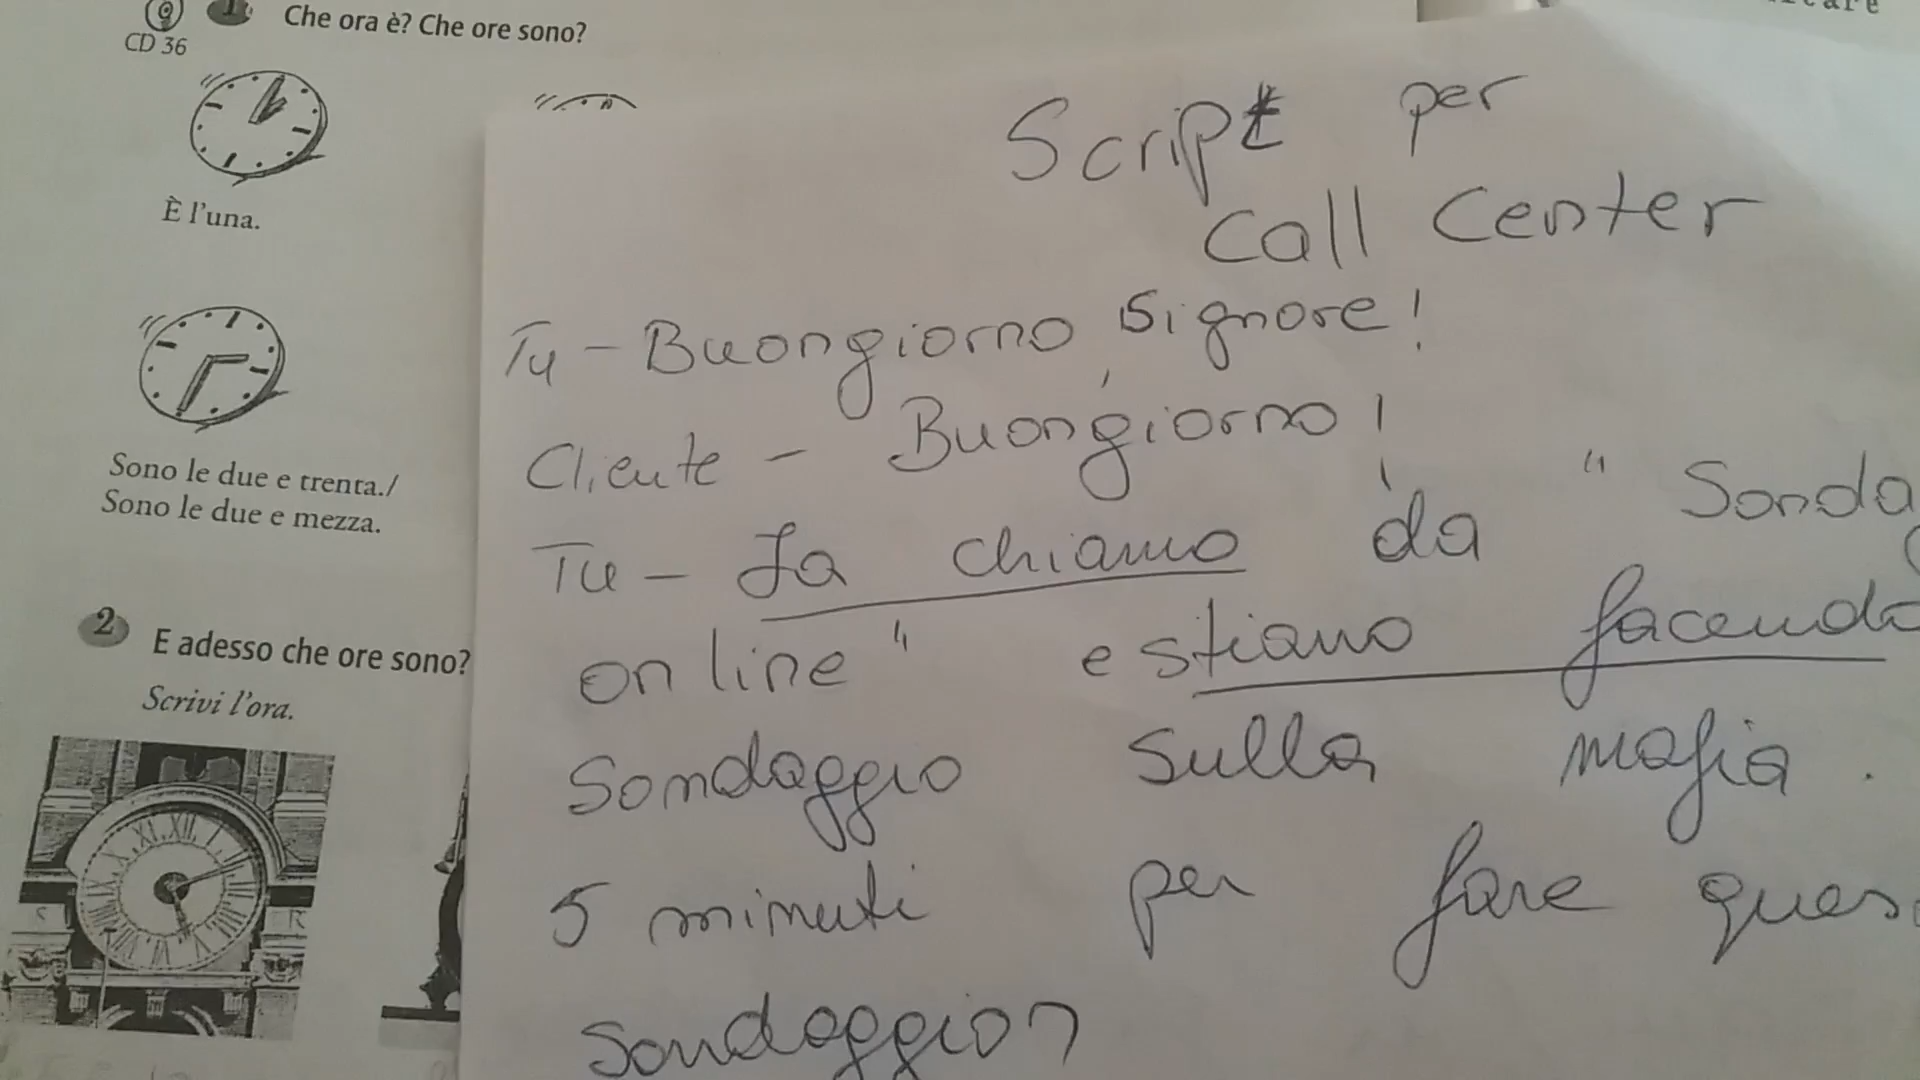 1 Che ora è? Che ore sono?
CD 36
È l'una.
Sono le due e trenta./
Sono le due e mezza.
2 E adesso che ore sono?
Scrivi l'ora.
Script per
Call Center
Tu - Buongiorno, Signore!
Cliente - Buongiorno!
Tu - La chiamo da "Sonda
on line" e stiamo facendo
Sondaggio sulla mafia.
5 minuti per fare ques
sondaggio?